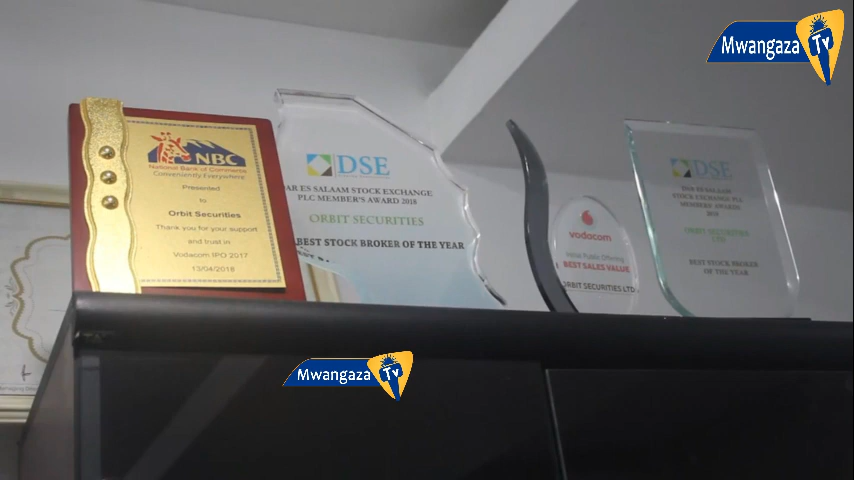 Mwangaza Tv
NBC
National Bank of Commerce
Conveniently Everywhere
Presented
to
Orbit Securities
Thank you for your support
and trust in
Vodacom IPO 2017
13/04/2018
DSE
DAR ES SALAAM STOCK EXCHANGE
PLC MEMBER'S AWARD 2018
ORBIT SECURITIES
BEST STOCK BROKER OF THE YEAR
vodacom
Initial Public Offering
BEST SALES VALUE
ORBIT SECURITIES LTD
DSE
DAR ES SALAAM
STOCK EXCHANGE PLC
MEMBERS AWARDS
ORBIT SECURITIES
LTD
BEST STOCK BROKER
OF THE YEAR
Mwangaza Tv